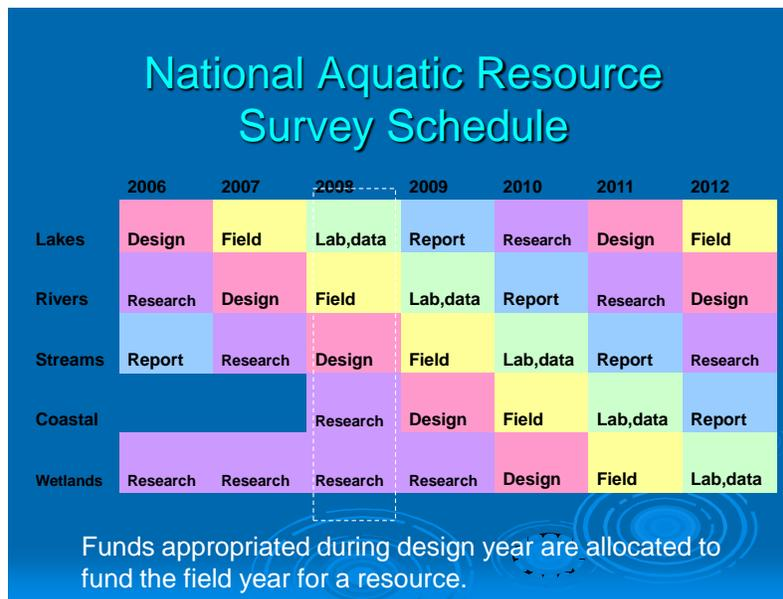 National Aquatic Resource
Survey Schedule
2006 2007 2008 2009 2010 2011 2012
Lakes Design Field Lab,data Report Research Design Field
Rivers Research Design Field Lab,data Report Research Design
Streams Report Research Design Field Lab,data Report Research
Coastal Research Design Field Lab,data Report
Wetlands Research Research Research Research Design Field Lab,data
Funds appropriated during design year are allocated to
fund the field year for a resource.